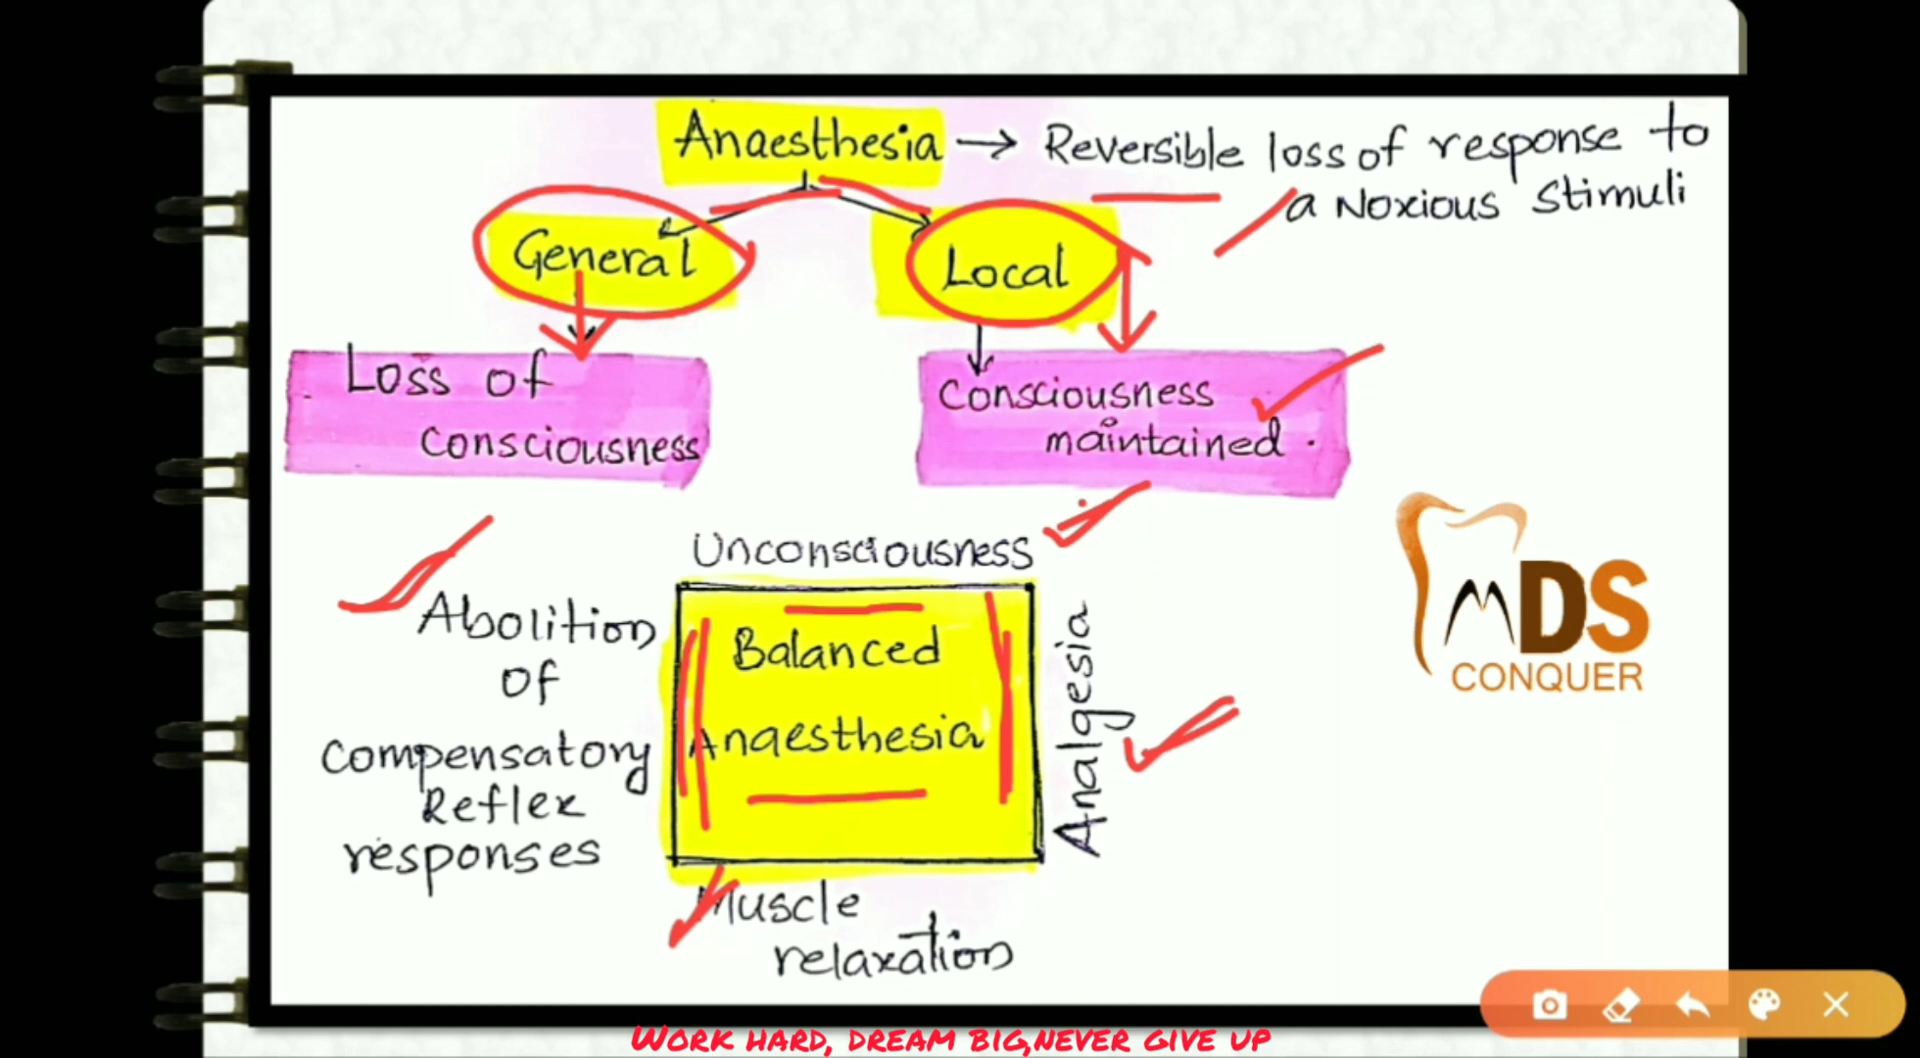 Anaesthesia → Reversible loss of response to
a Noxious Stimuli
General
Local
Loss of
Consciousness
Consciousness
maintained.
Unconsciousness
Abolition
of
Compensatory
Reflex
responses
Balanced
Anaesthesia
Analgesia
Muscle
relaxation
MDS
CONQUER
WORK HARD, DREAM BIG,NEVER GIVE UP